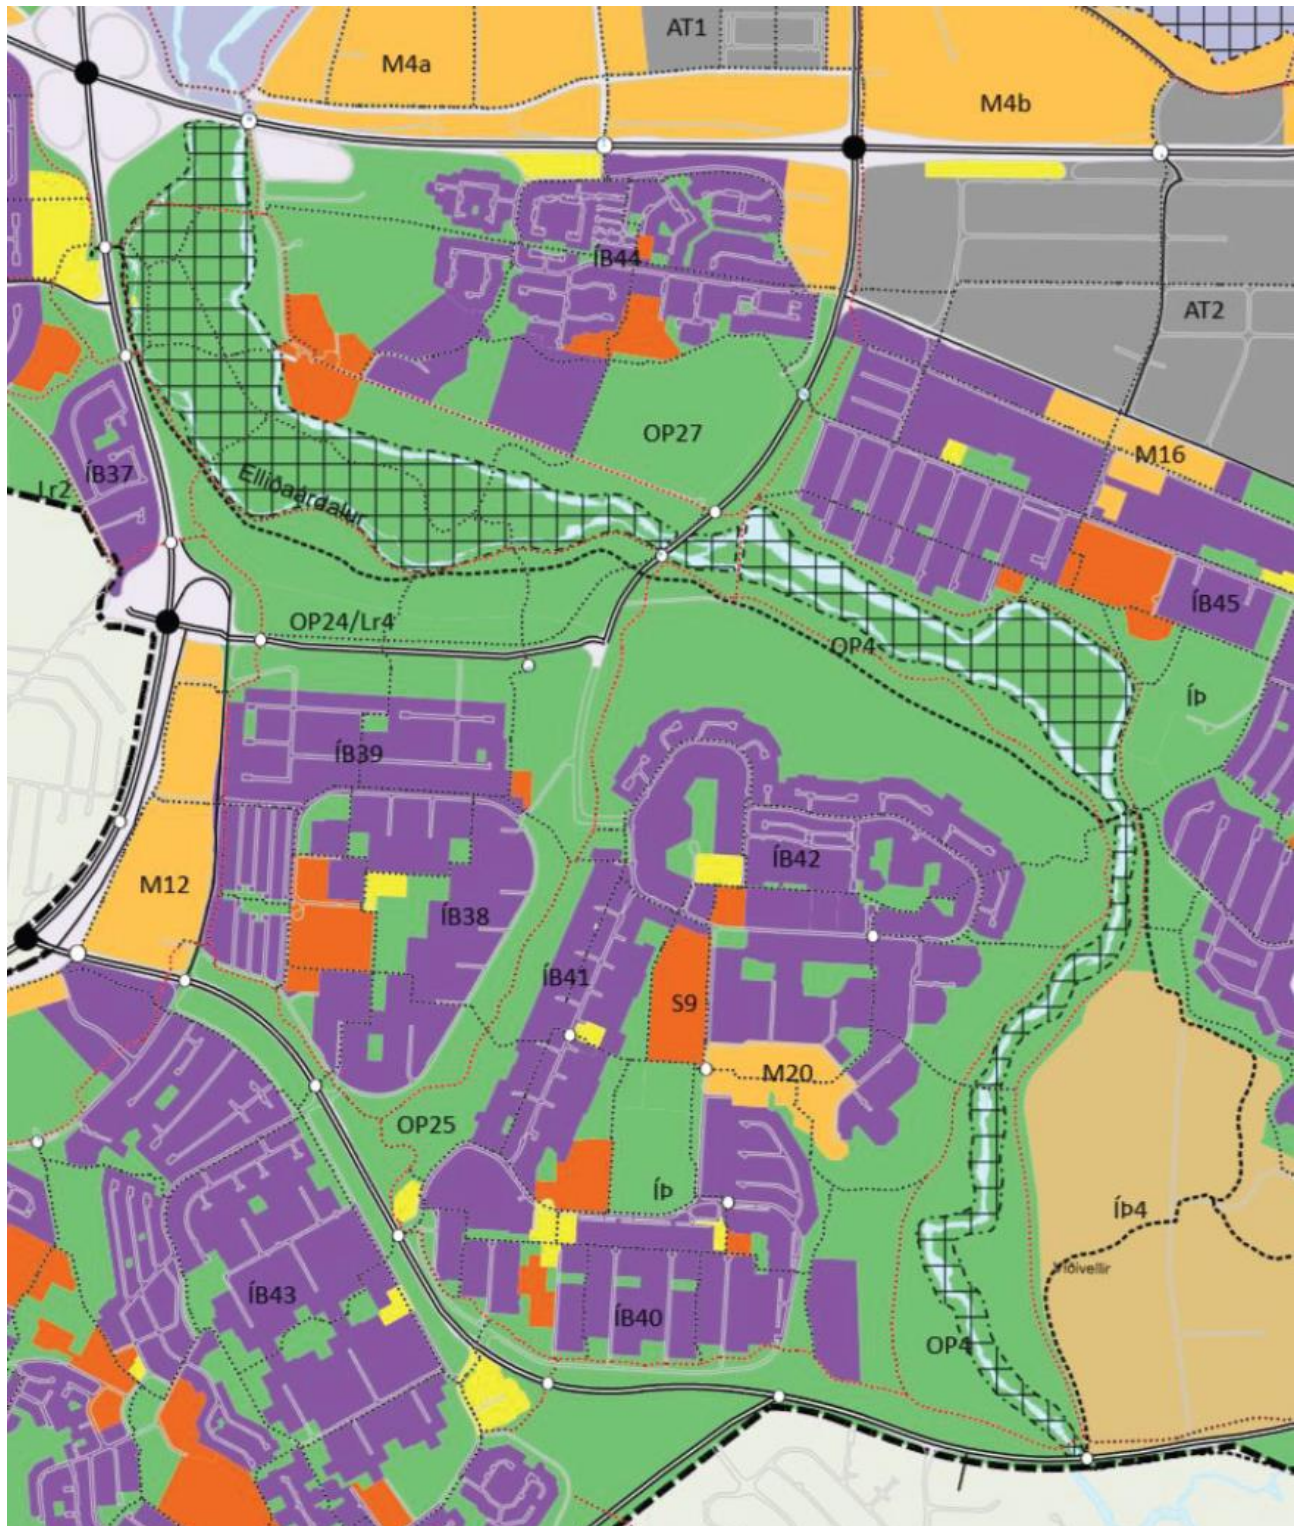 AT1
M4a
M4b
ÍB44
AT2
OP27
M16
ÍB37
Lr2
Elliðaárdalur
ÍB45
OP24/Lr4
OP4
ÍÞ
ÍB39
ÍB42
M12
ÍB38
ÍB41
S9
M20
OP25
ÍÞ
ÍÞ4
Víðivellir
ÍB43
ÍB40
OP4